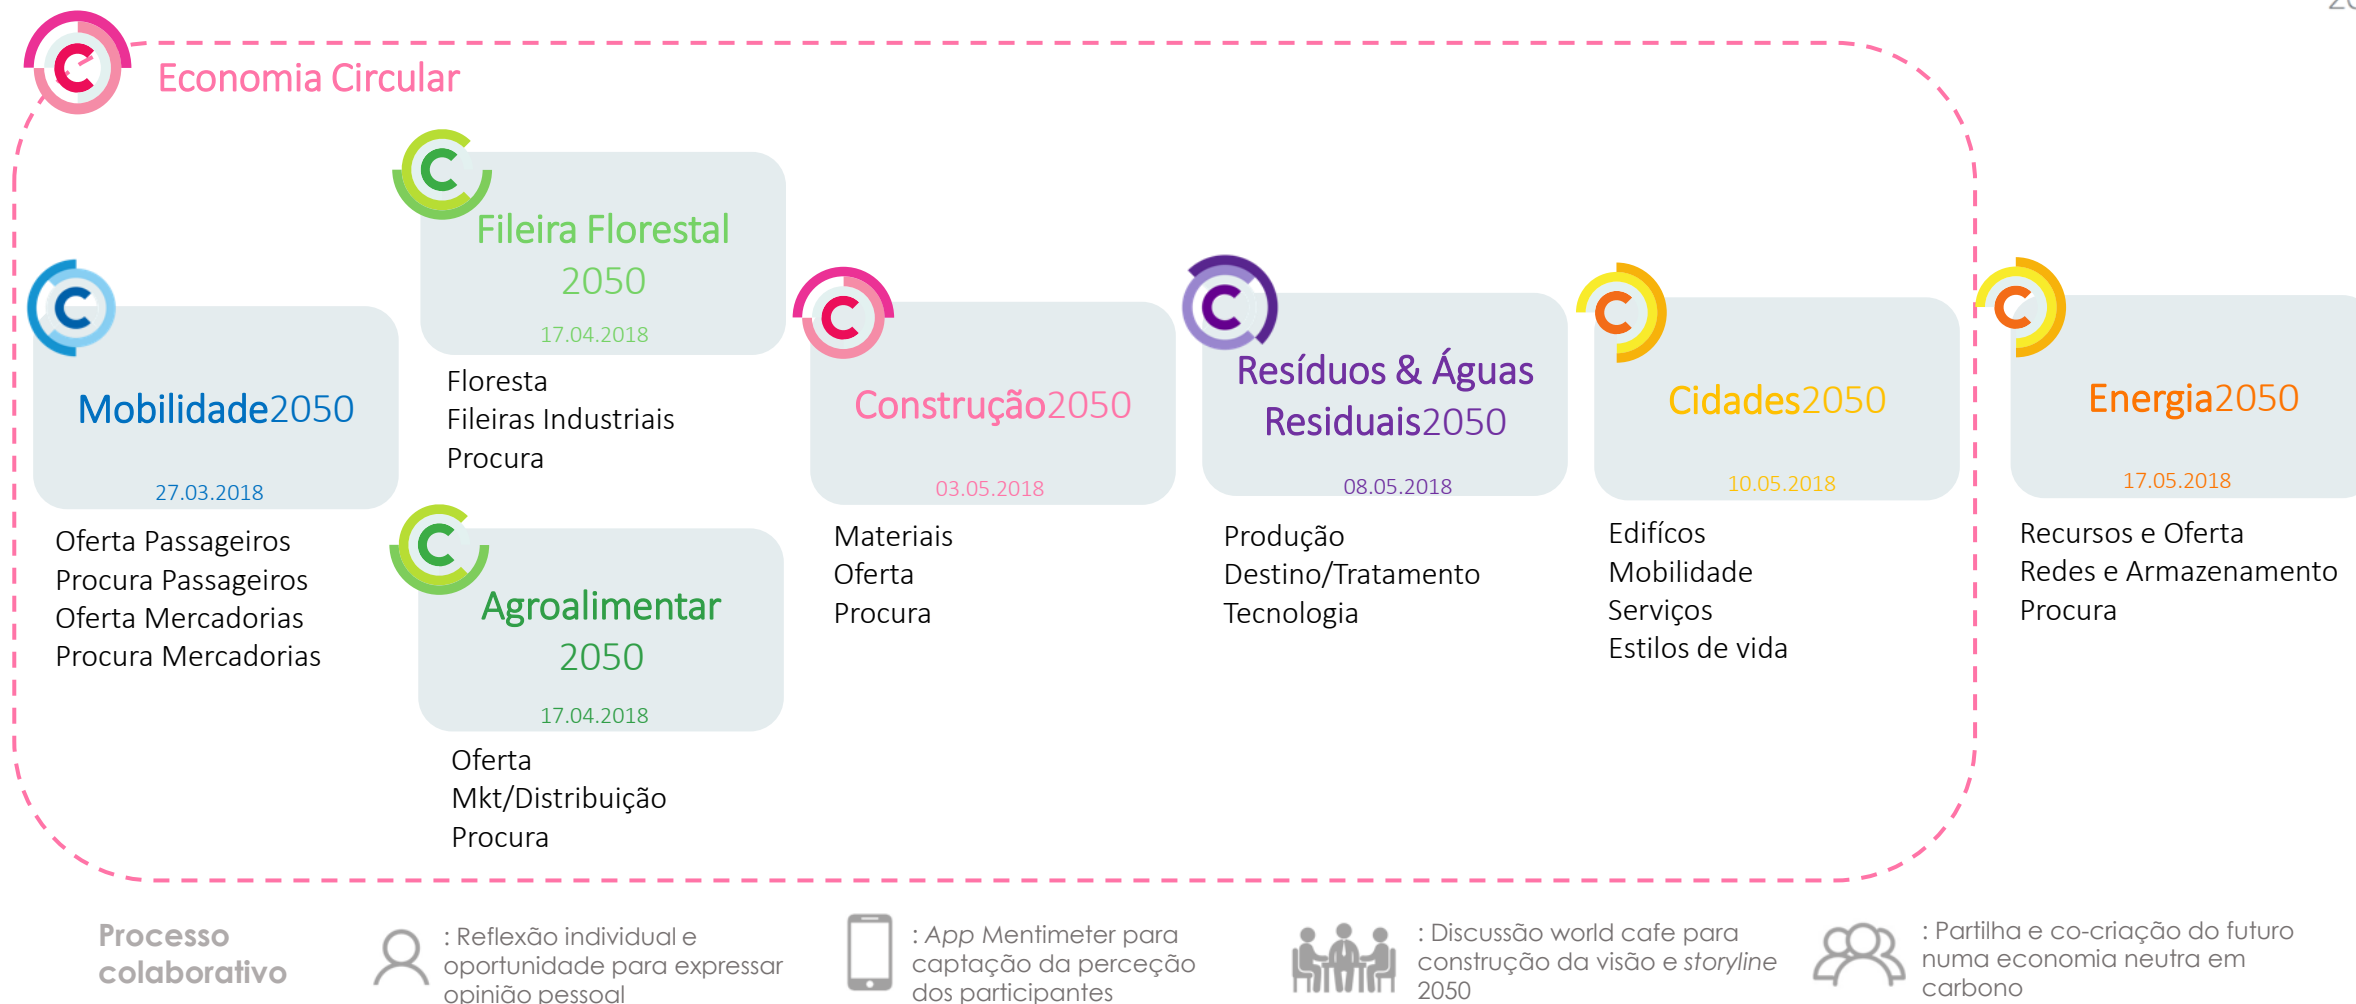 Economia Circular
Fileira Florestal
2050
17.04.2018
Floresta
Fileiras Industriais
Procura
Mobilidade2050
27.03.2018
Oferta Passageiros
Procura Passageiros
Oferta Mercadorias
Procura Mercadorias
Agroalimentar
2050
17.04.2018
Oferta
Mkt/Distribuição
Procura
Construção2050
03.05.2018
Materiais
Oferta
Procura
Resíduos & Águas
Residuais2050
08.05.2018
Produção
Destino/Tratamento
Tecnologia
Cidades2050
10.05.2018
Edifícos
Mobilidade
Serviços
Estilos de vida
Energia2050
17.05.2018
Recursos e Oferta
Redes e Armazenamento
Procura
Processo
colaborativo
: Reflexão individual e
oportunidade para expressar
opinião pessoal
: App Mentimeter para
captação da perceção
dos participantes
: Discussão world cafe para
construção da visão e storyline
2050
: Partilha e co-criação do futuro
numa economia neutra em
carbono